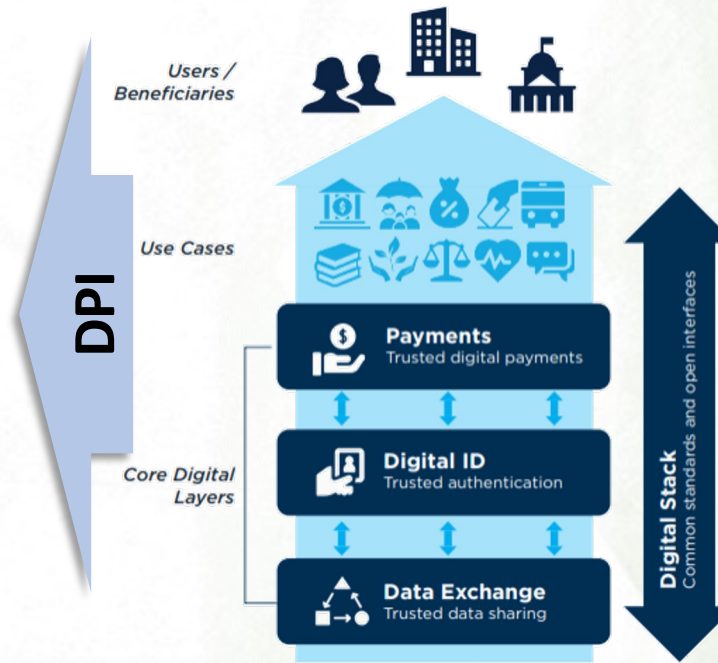 Users /
Beneficiaries
Use Cases
DPI
Payments
Trusted digital payments
Core Digital
Layers
Digital ID
Trusted authentication
Data Exchange
Trusted data sharing
Digital Stack
Common standards and open interfaces